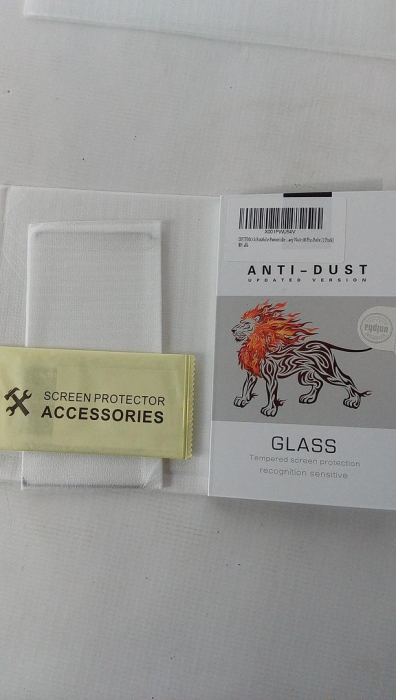 ANTI-DUST
UPDATED VERSION
GLASS
Tempered screen protection
recognition sensitive
SCREEN PROTECTOR
ACCESSORIES